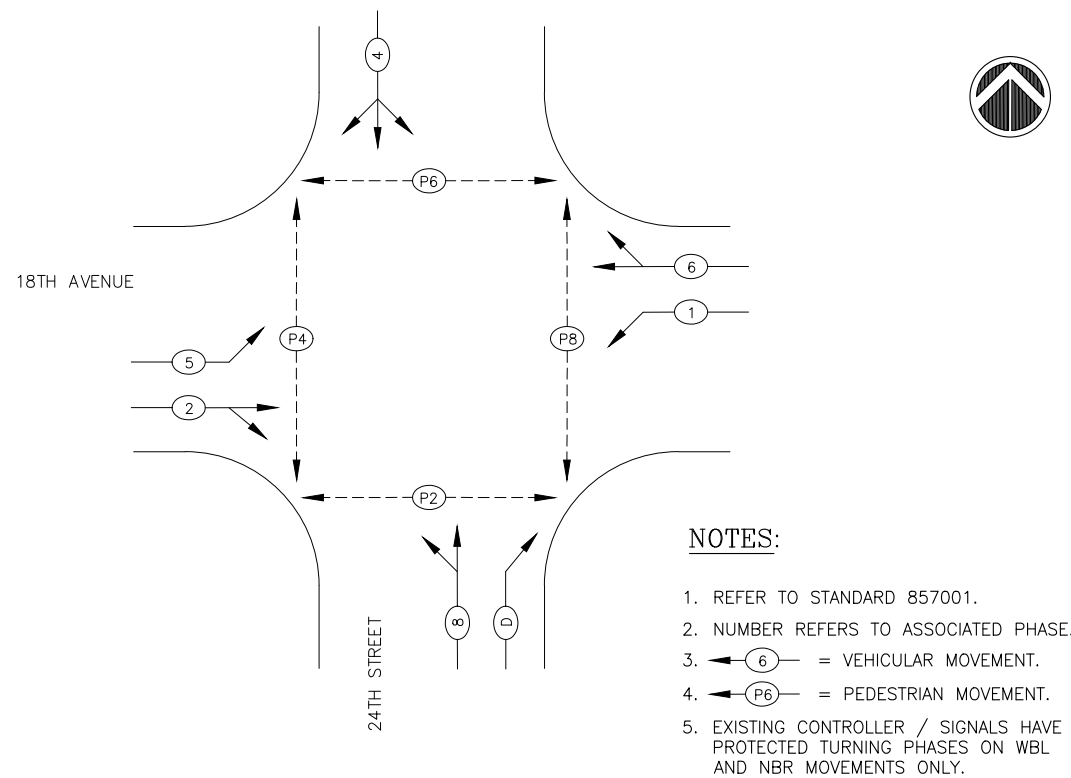 4
P6
18TH AVENUE
6
1
P4
P8
5
2
P2
8
D
24TH STREET
NOTES:
1. REFER TO STANDARD 857001.
2. NUMBER REFERS TO ASSOCIATED PHASE.
3. 6 = VEHICULAR MOVEMENT.
4. P6 = PEDESTRIAN MOVEMENT.
5. EXISTING CONTROLLER / SIGNALS HAVE
PROTECTED TURNING PHASES ON WBL
AND NBR MOVEMENTS ONLY.